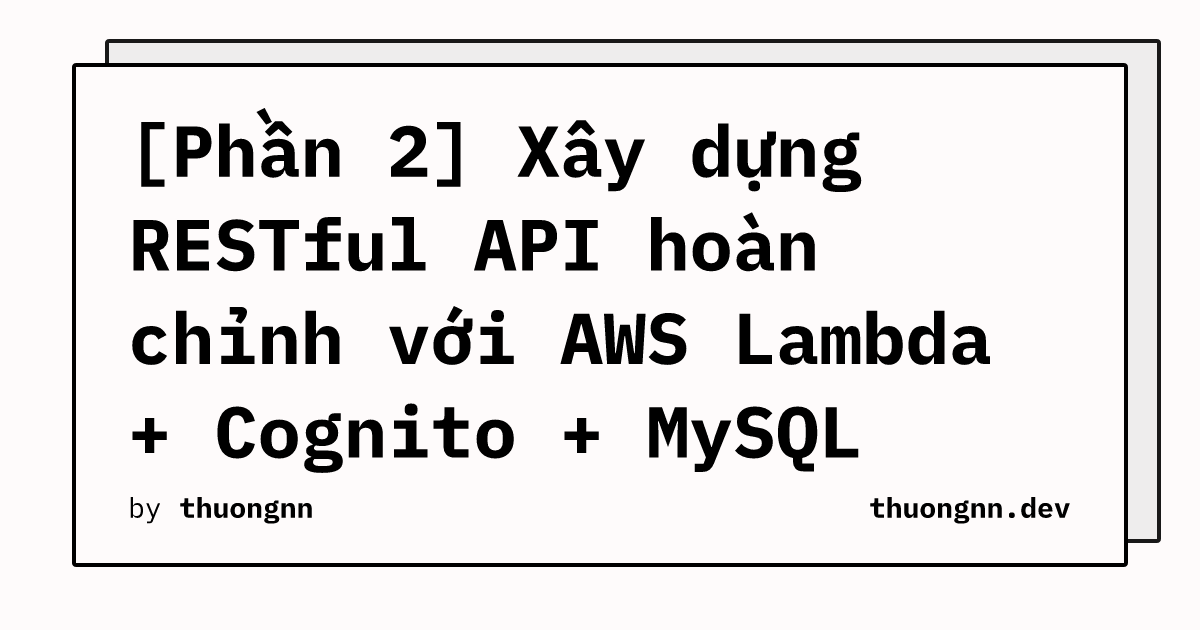 [Phần 2] Xây dựng
RESTful API hoàn
chỉnh với AWS Lambda
+ Cognito + MySQL
by thuongnn
thuongnn.dev